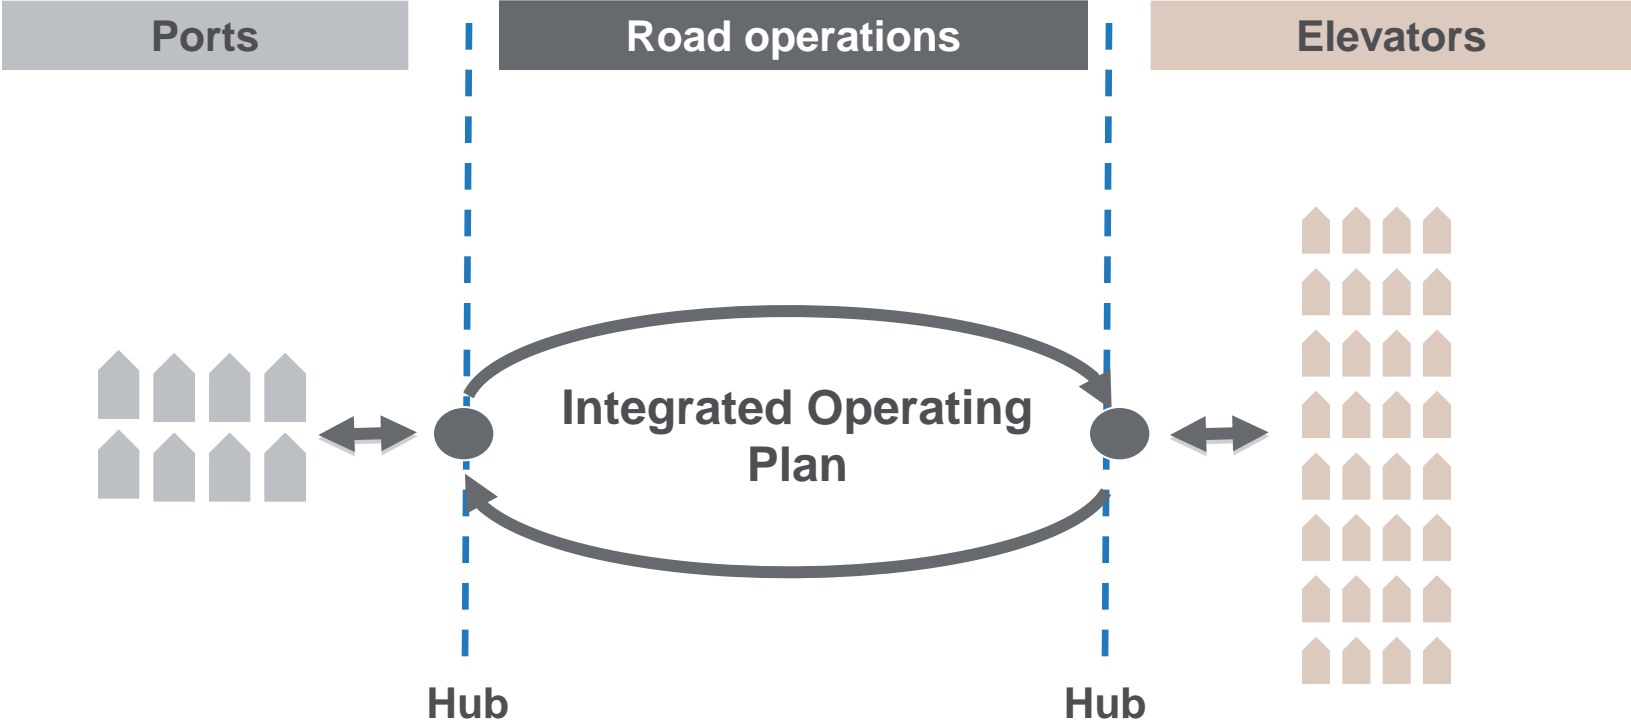 Ports
Road operations
Elevators
Integrated Operating
Plan
Hub
Hub